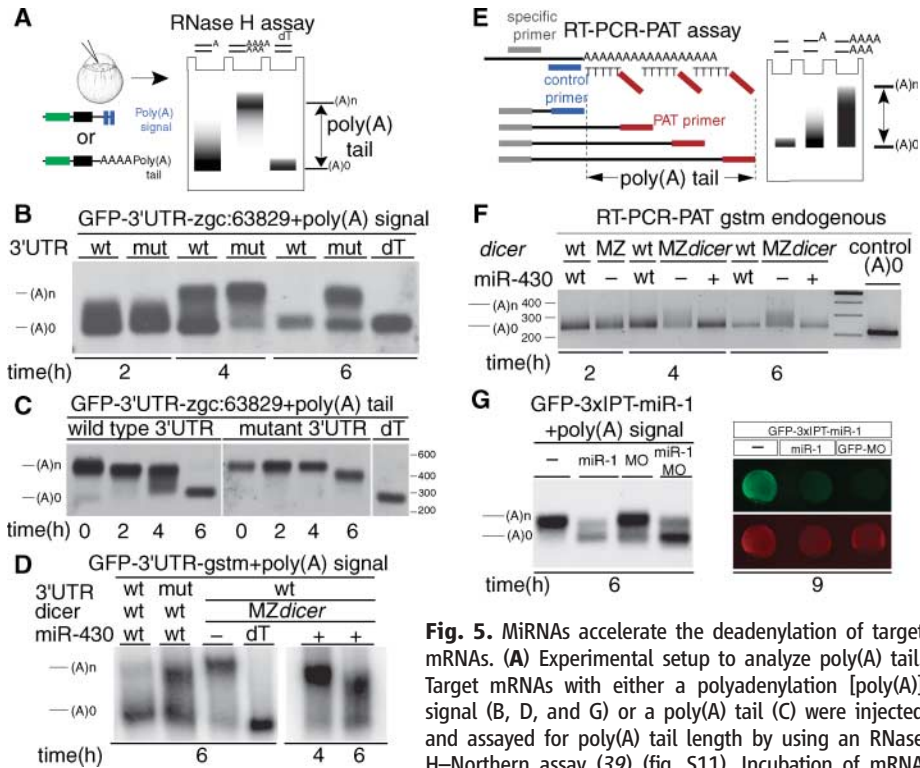 A
RNase H assay
A AAAA dT
AAA
Poly(A)
signal
or
AAAA Poly(A)
tail
(A)n
poly(A)
tail
(A)0
B
GFP-3'UTR-zgc:63829+poly(A) signal
3'UTR wt mut wt mut wt mut dT
(A)n
(A)0
time(h) 2 4 6
C
GFP-3'UTR-zgc:63829+poly(A) tail
wild type 3'UTR mutant 3'UTR dT
(A)n
(A)0
600
400
300
200
time(h) 0 2 4 6 0 2 4 6
D
GFP-3'UTR-gstm+poly(A) signal
3'UTR wt mut wt
dicer wt wt MZdicer
miR-430 wt wt – dT + +
(A)n
(A)0
time(h) 6 4 6
E
specific
primer
RT-PCR-PAT assay
AAAAAAAAAAAAAAAAAA
control
primer
PAT primer
poly(A) tail
A AAAA
AAA
(A)n
(A)0
F
RT-PCR-PAT gstm endogenous
dicer wt MZ wt MZdicer wt MZdicer control
(A)0
miR-430 wt – wt – + wt – +
(A)n 400
300
(A)0
200
time(h) 2 4 6
G
GFP-3xIPT-miR-1
+poly(A) signal
– miR-1 MO miR-1
MO
(A)n
(A)0
time(h) 6
GFP-3xIPT-miR-1
– miR-1 GFP-MO
9
Fig. 5. MiRNAs accelerate the deadenylation of target
mRNAs. (A) Experimental setup to analyze poly(A) tail.
Target mRNAs with either a polyadenylation [poly(A)]
signal (B, D, and G) or a poly(A) tail (C) were injected
and assayed for poly(A) tail length by using an RNase
H–Northern assay (39) (fig. S11). Incubation of mRNA